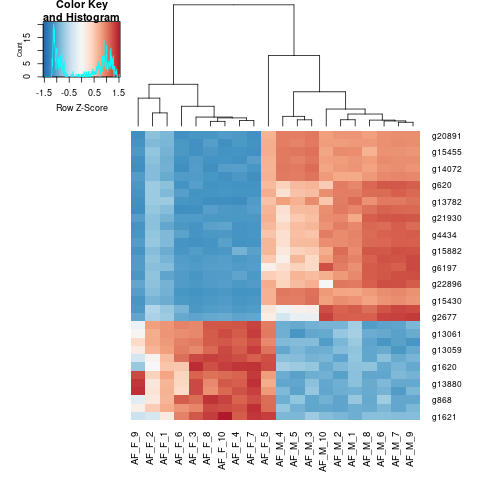 Color Key
and Histogram
Count
0 5 15
-1.5 -0.5 0.5 1.5
Row Z-Score
g20891
g15455
g14072
g620
g13782
g21930
g4434
g15882
g6197
g22896
g15430
g2677
g13061
g13059
g1620
g13880
g868
g1621
AF_F_9
AF_F_2
AF_F_1
AF_F_6
AF_F_3
AF_F_8
AF_F_10
AF_F_4
AF_F_7
AF_F_5
AF_M_4
AF_M_5
AF_M_3
AF_M_10
AF_M_2
AF_M_1
AF_M_8
AF_M_6
AF_M_7
AF_M_9